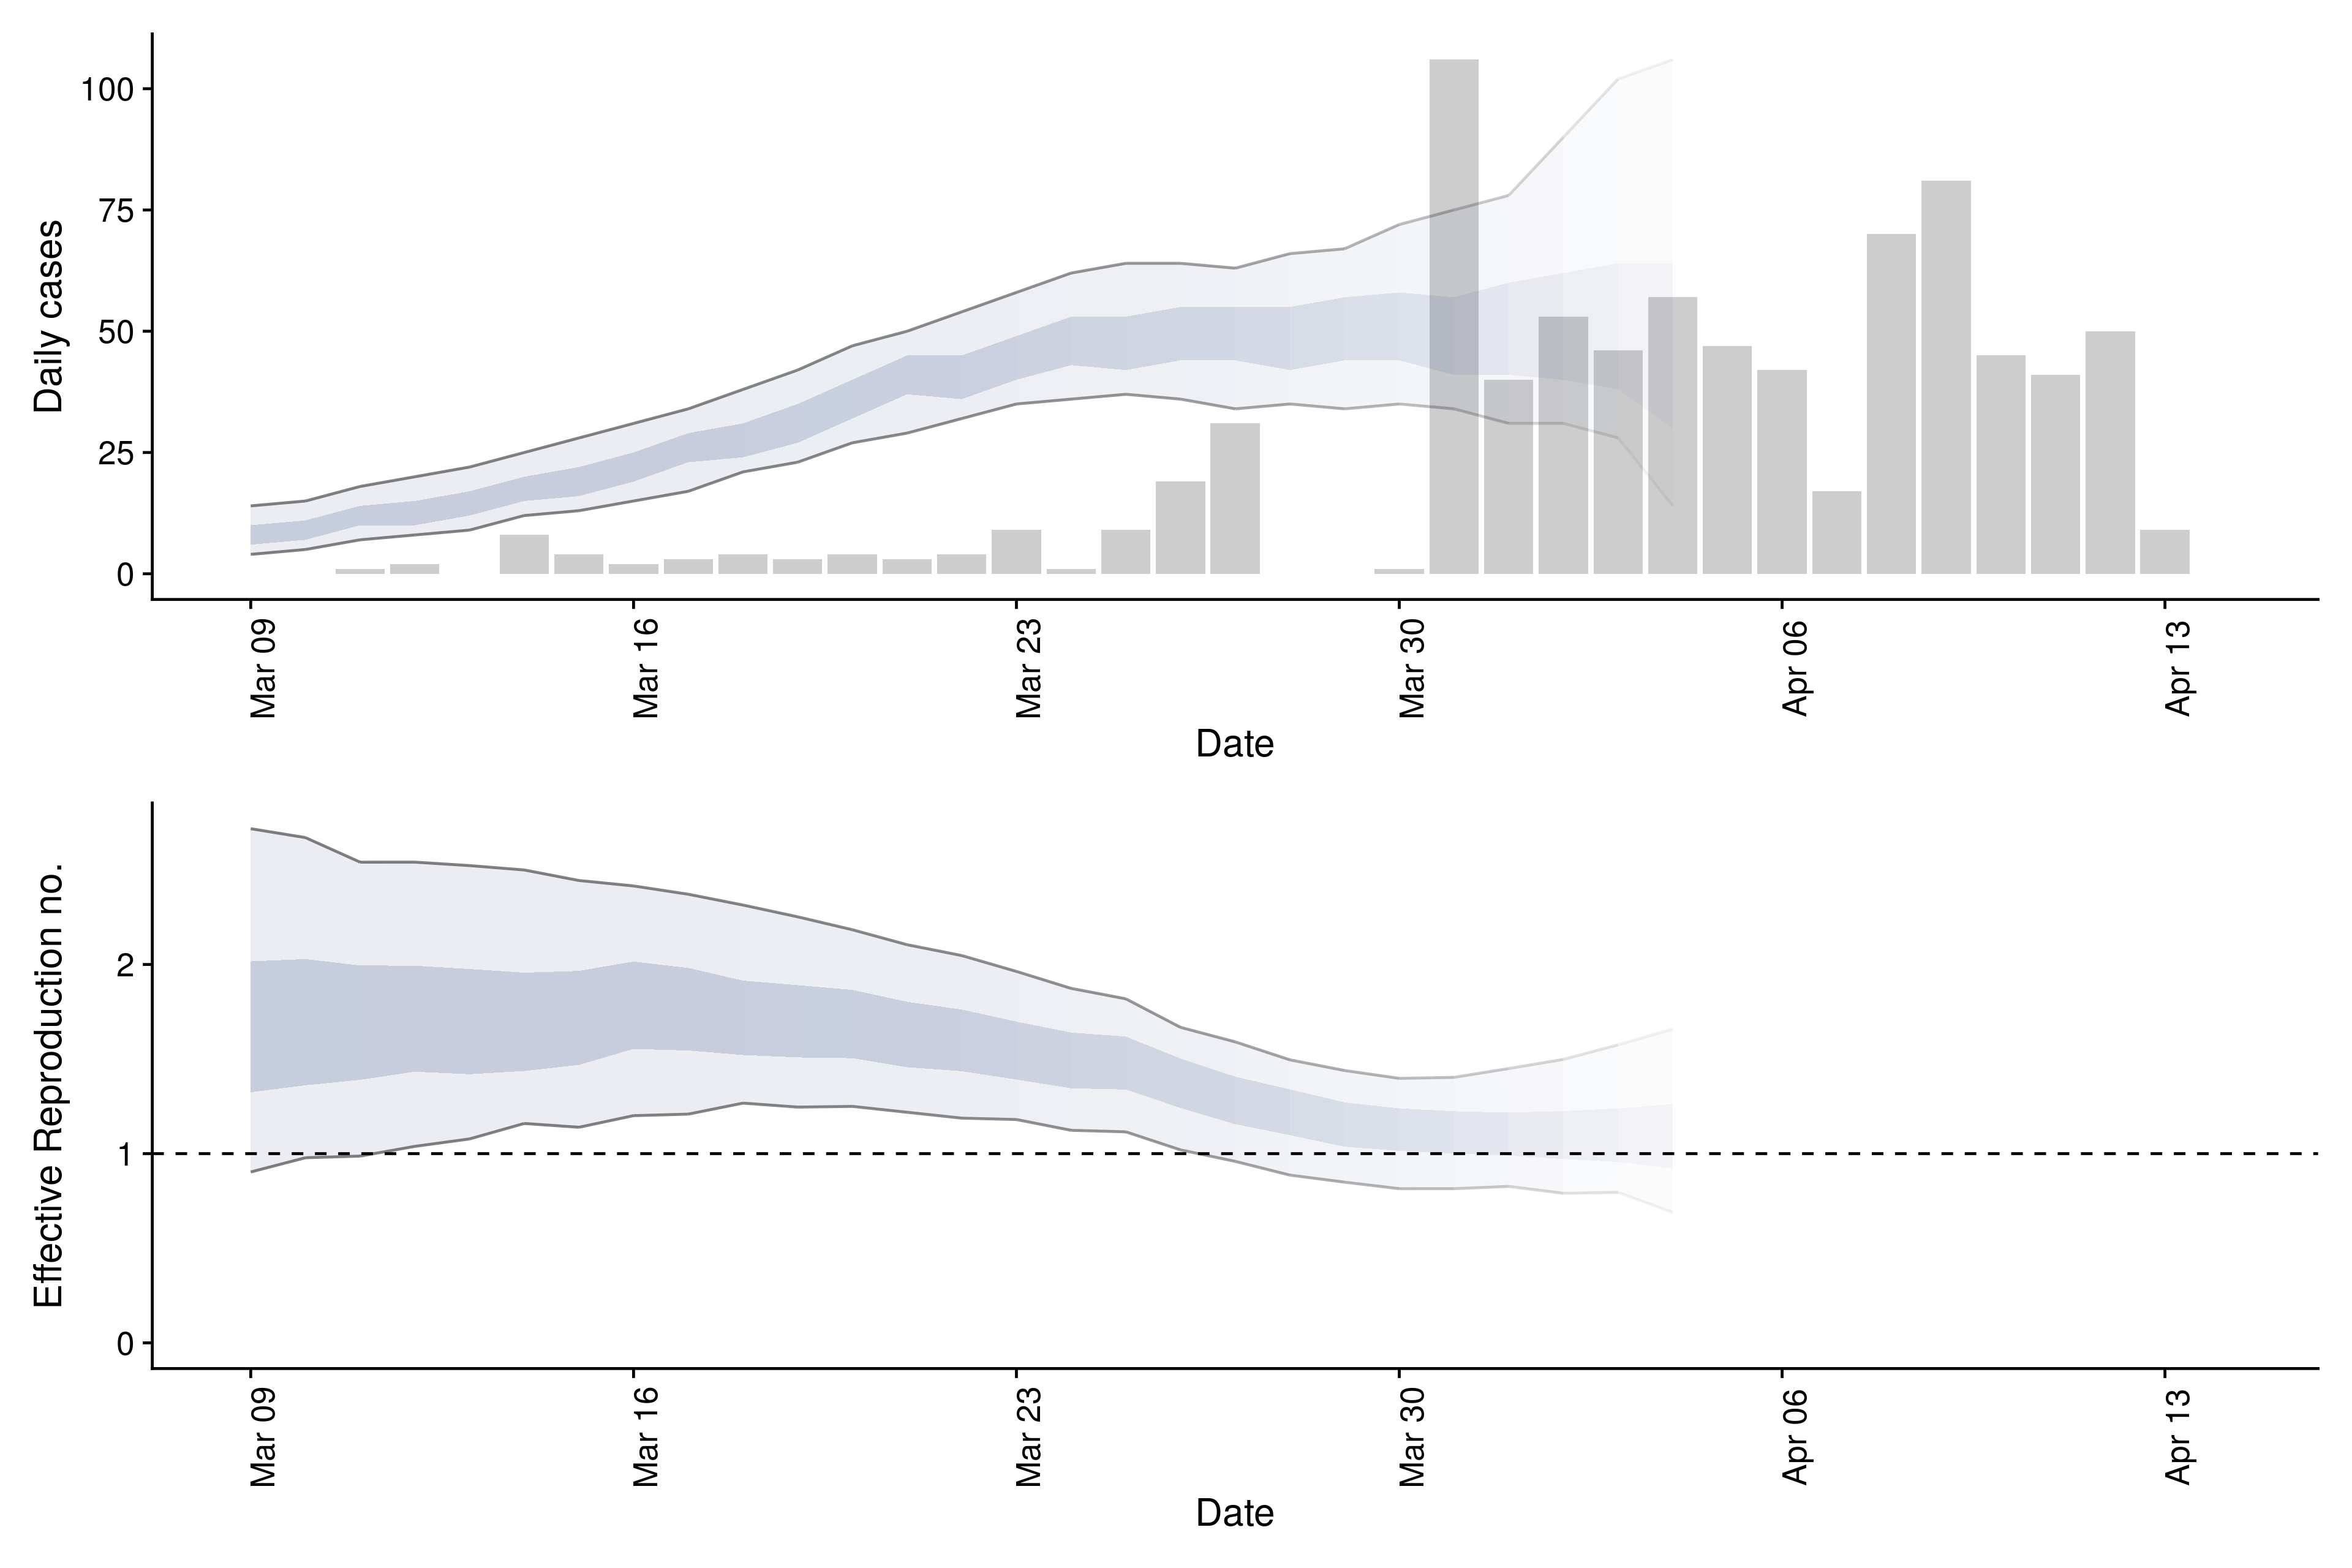 Daily cases
100
75
50
25
0
Mar 09
Mar 16
Mar 23
Mar 30
Apr 06
Apr 13
Date
Effective Reproduction no.
2
1
0
Mar 09
Mar 16
Mar 23
Mar 30
Apr 06
Apr 13
Date